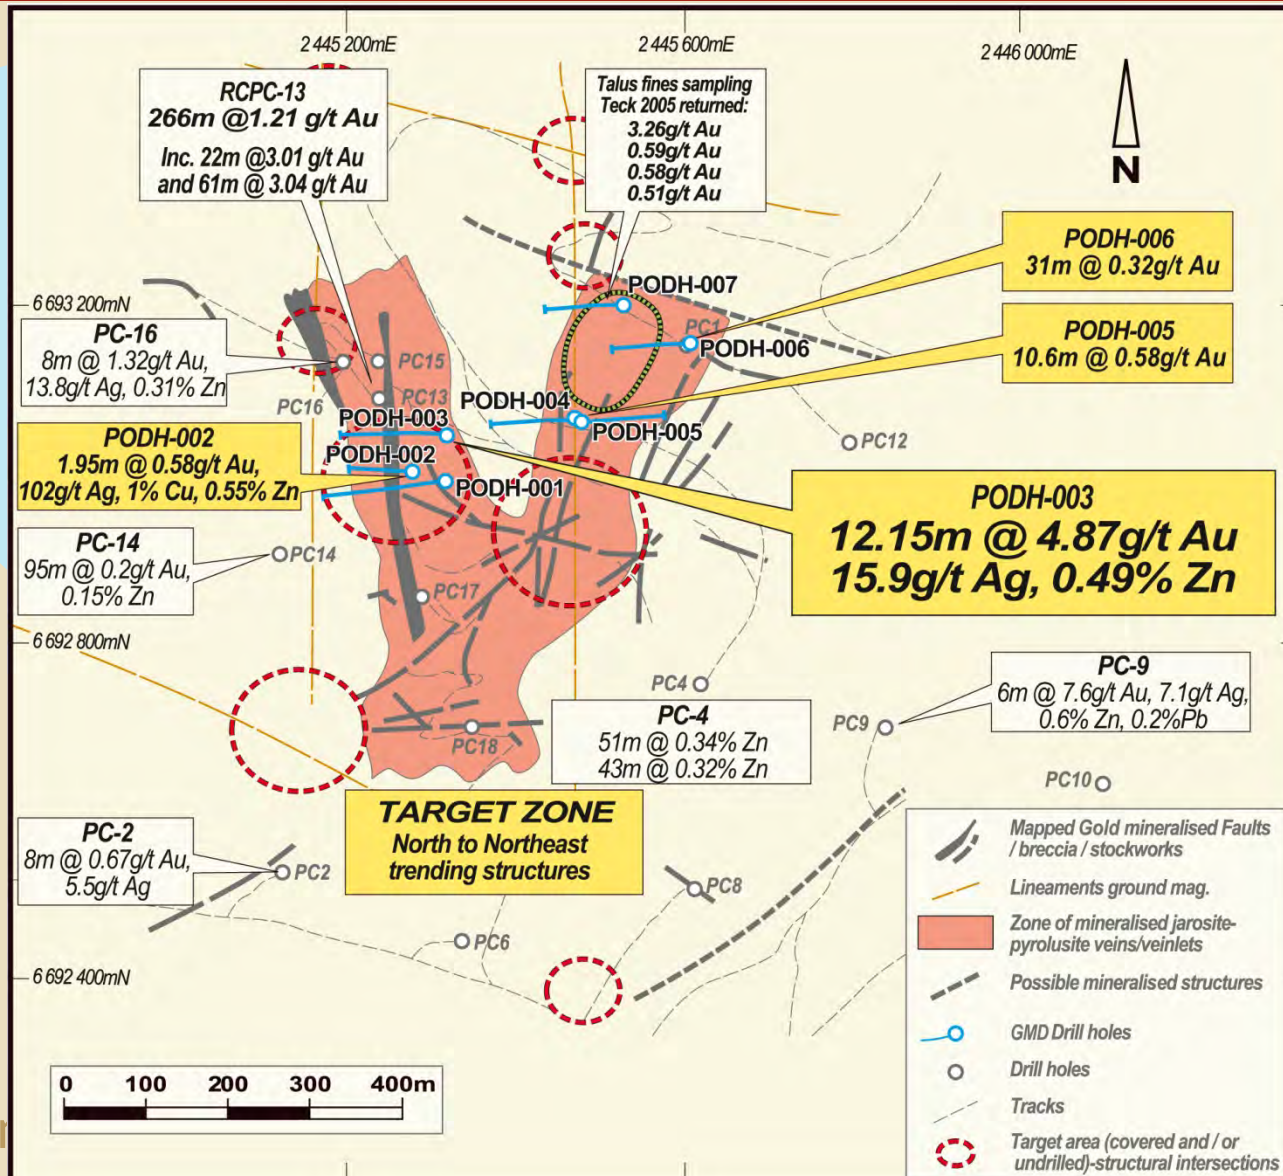 2 445 200mE
2 445 600mE
2 446 000mE
RCPC-13
266m @1.21 g/t Au
Inc. 22m @3.01 g/t Au
and 61m @ 3.04 g/t Au
Talus fines sampling
Teck 2005 returned:
3.26g/t Au
0.59g/t Au
0.58g/t Au
0.51g/t Au
N
PODH-006
31m @ 0.32g/t Au
PODH-007
6 693 200mN
PC1
PODH-006
PODH-005
10.6m @ 0.58g/t Au
PC-16
8m @ 1.32g/t Au,
13.8g/t Ag, 0.31% Zn
PC15
PC16
PC13
PODH-003
PODH-004
PODH-005
PC12
PODH-002
1.95m @ 0.58g/t Au,
102g/t Ag, 1% Cu, 0.55% Zn
PODH-002
PODH-001
PODH-003
12.15m @ 4.87g/t Au
15.9g/t Ag, 0.49% Zn
PC-14
95m @ 0.2g/t Au,
0.15% Zn
PC14
PC17
6 692 800mN
PC4
PC-9
6m @ 7.6g/t Au, 7.1g/t Ag,
0.6% Zn, 0.2%Pb
PC9
PC18
PC-4
51m @ 0.34% Zn
43m @ 0.32% Zn
PC10
TARGET ZONE
North to Northeast
trending structures
PC-2
8m @ 0.67g/t Au,
5.5g/t Ag
PC2
PC8
PC6
6 692 400mN
Mapped Gold mineralised Faults
/ breccia / stockworks
Lineaments ground mag.
Zone of mineralised jarosite-
pyrolusite veins/veinlets
Possible mineralised structures
GMD Drill holes
Drill holes
Tracks
Target area (covered and / or
undrilled)-structural intersections
0 100 200 300 400m